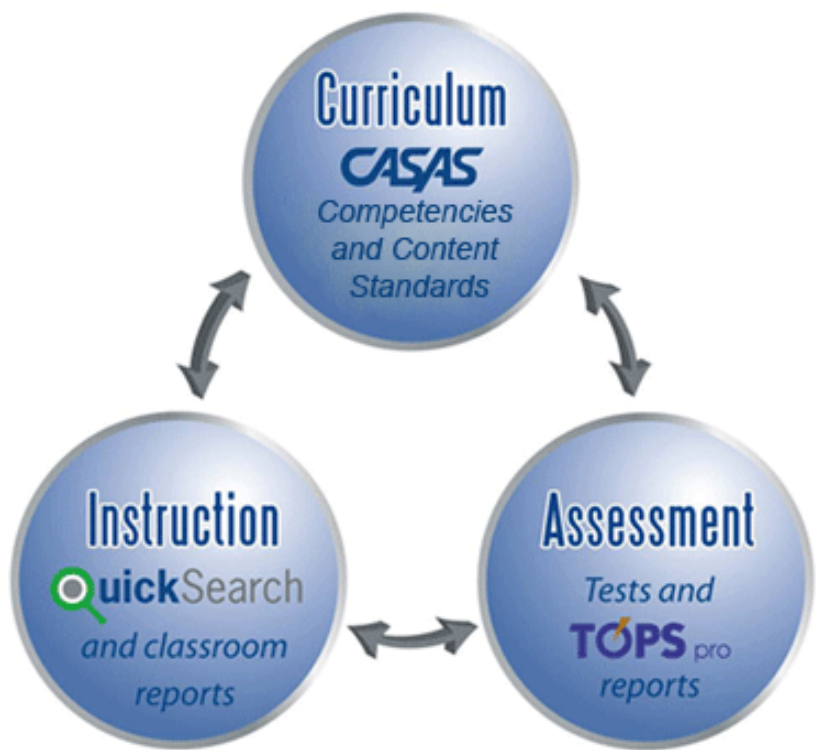 Curriculum
CASAS
Competencies
and Content
Standards
Instruction
QuickSearch
and classroom
reports
Assessment
Tests and
TOPS pro
reports